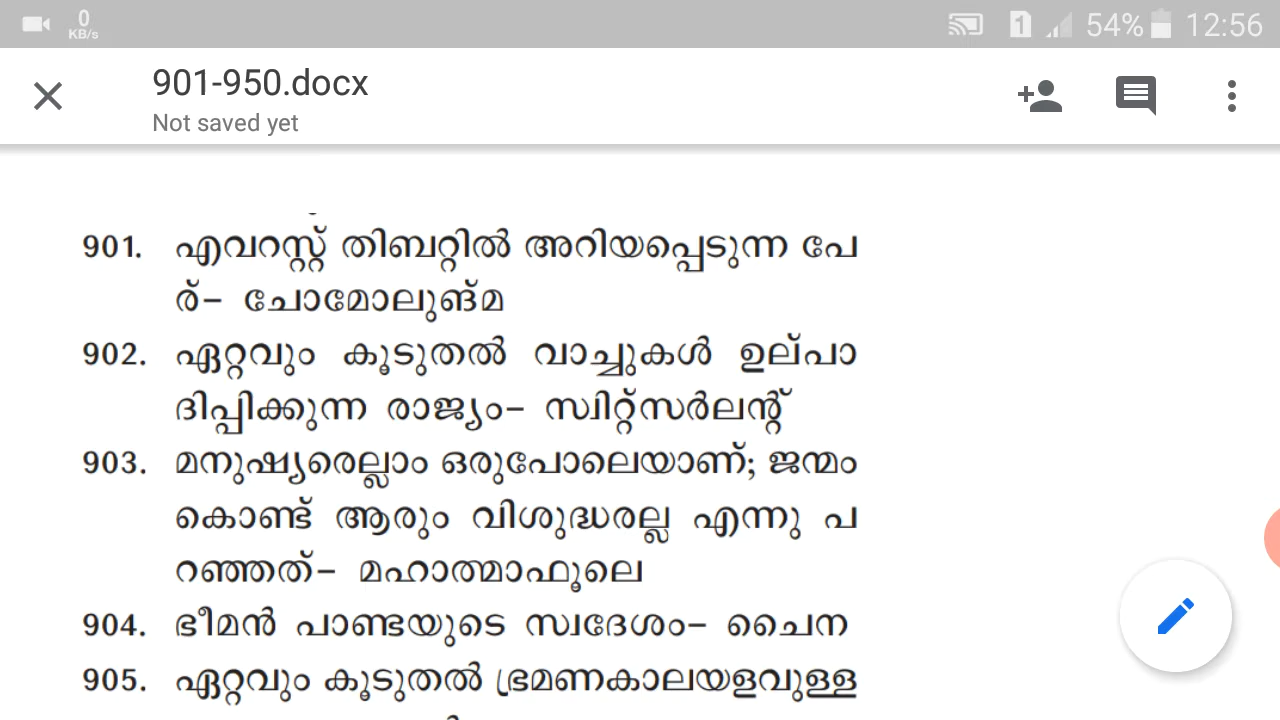 0
KB/s
1 54% 12:56
901-950.docx
Not saved yet
901. എവറസ്റ്റ് തിബറ്റിൽ അറിയപ്പെടുന്ന പേ
ര്- ചോമോലുങ്മ
902. ഏറ്റവും കൂടുതൽ വാച്ചുകൾ ഉല്പാ
ദിപ്പിക്കുന്ന രാജ്യം- സ്വിറ്റ്സർലന്റ്
903. മനുഷ്യരെല്ലാം ഒരുപോലെയാണ്; ജന്മം
കൊണ്ട് ആരും വിശുദ്ധരല്ല എന്നു പ
റഞ്ഞത്- മഹാത്മാഫൂലെ
904. ഭീമൻ പാണ്ടയുടെ സ്വദേശം- ചൈന
905. ഏറ്റവും കൂടുതൽ ഭ്രമണകാലയളവുള്ള